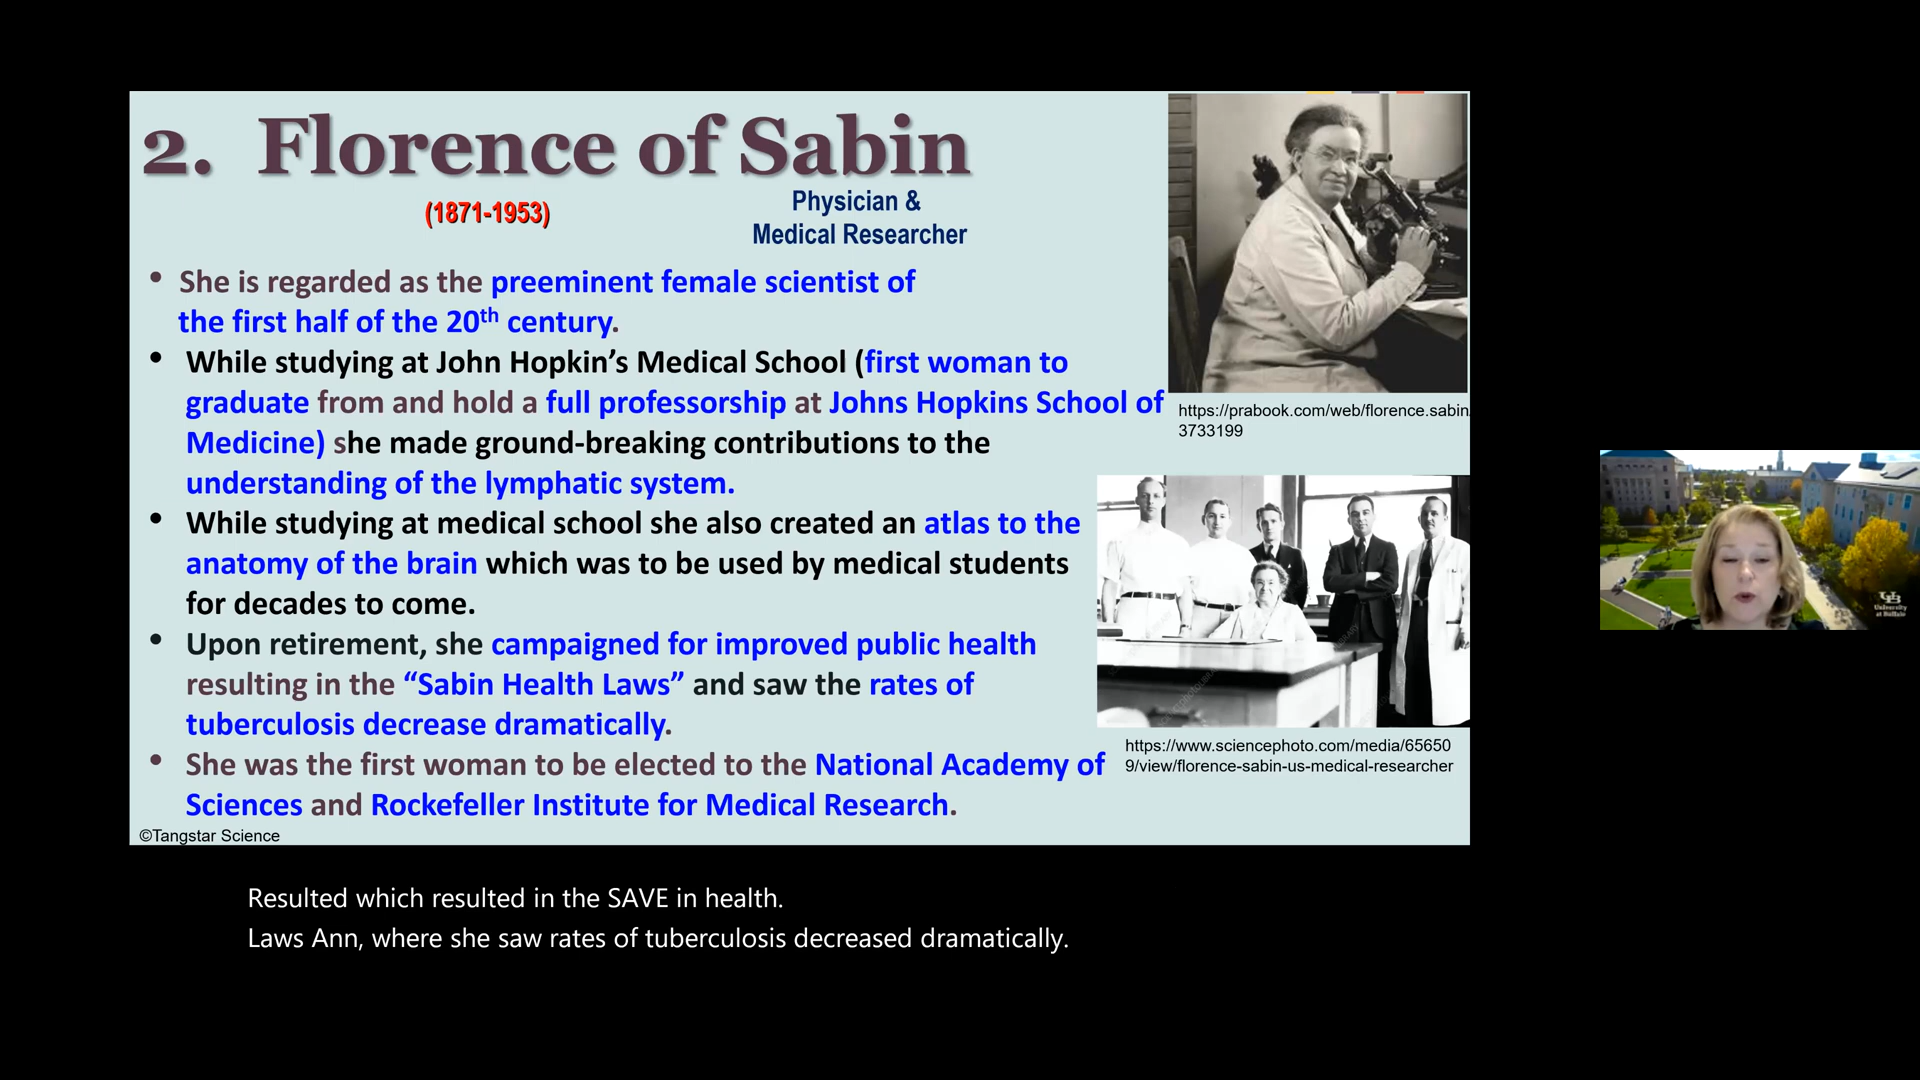 2. Florence of Sabin
(1871-1953)
Physician &
Medical Researcher
• She is regarded as the preeminent female scientist of
the first half of the 20th century.
• While studying at John Hopkin’s Medical School (first woman to
graduate from and hold a full professorship at Johns Hopkins School of
Medicine) she made ground-breaking contributions to the
understanding of the lymphatic system.
• While studying at medical school she also created an atlas to the
anatomy of the brain which was to be used by medical students
for decades to come.
• Upon retirement, she campaigned for improved public health
resulting in the “Sabin Health Laws” and saw the rates of
tuberculosis decrease dramatically.
• She was the first woman to be elected to the National Academy of
Sciences and Rockefeller Institute for Medical Research.
©Tangstar Science
https://prabook.com/web/florence.sabin.
3733199
https://www.sciencephoto.com/media/65650
9/view/florence-sabin-us-medical-researcher
UB
University
at Buffalo
Resulted which resulted in the SAVE in health.
Laws Ann, where she saw rates of tuberculosis decreased dramatically.